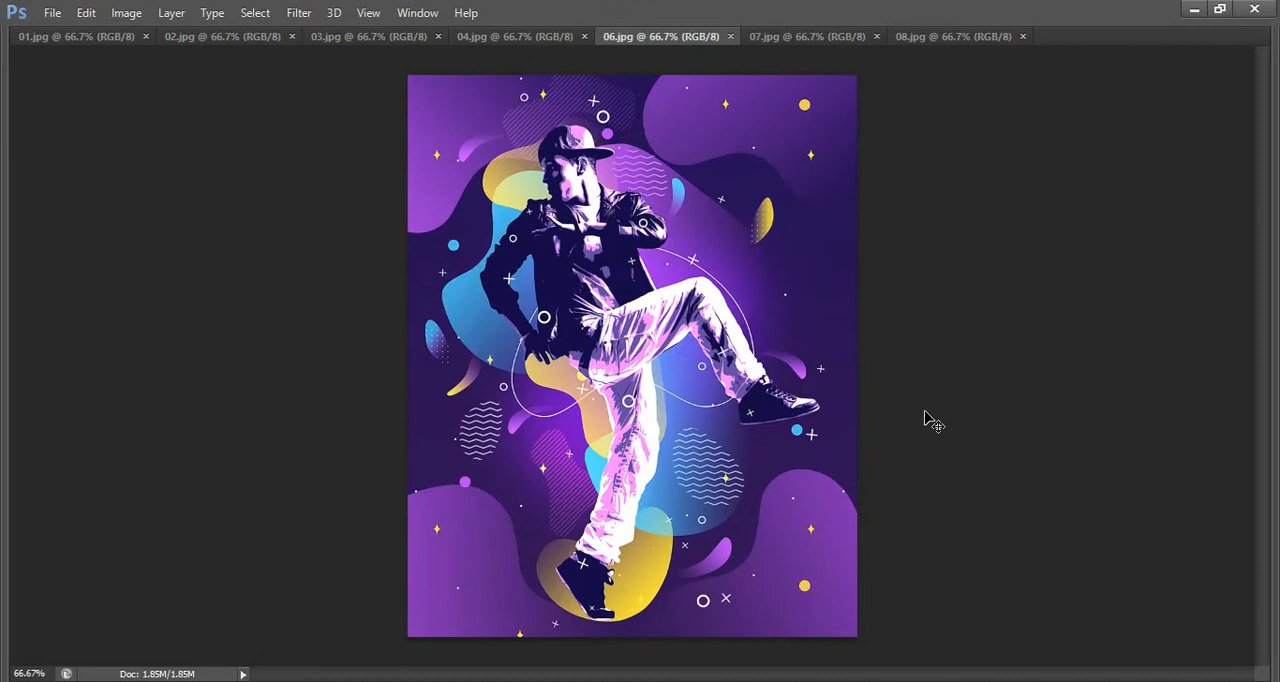 Ps File Edit Image Layer Type Select Filter 3D View Window Help
01.jpg @ 66.7% (RGB/8) × 02.jpg @ 66.7% (RGB/8) × 03.jpg @ 66.7% (RGB/8) × 04.jpg @ 66.7% (RGB/8) × 06.jpg @ 66.7% (RGB/8) × 07.jpg @ 66.7% (RGB/8) × 08.jpg @ 66.7% (RGB/8) ×
66.67% Doc: 1.85M/1.85M